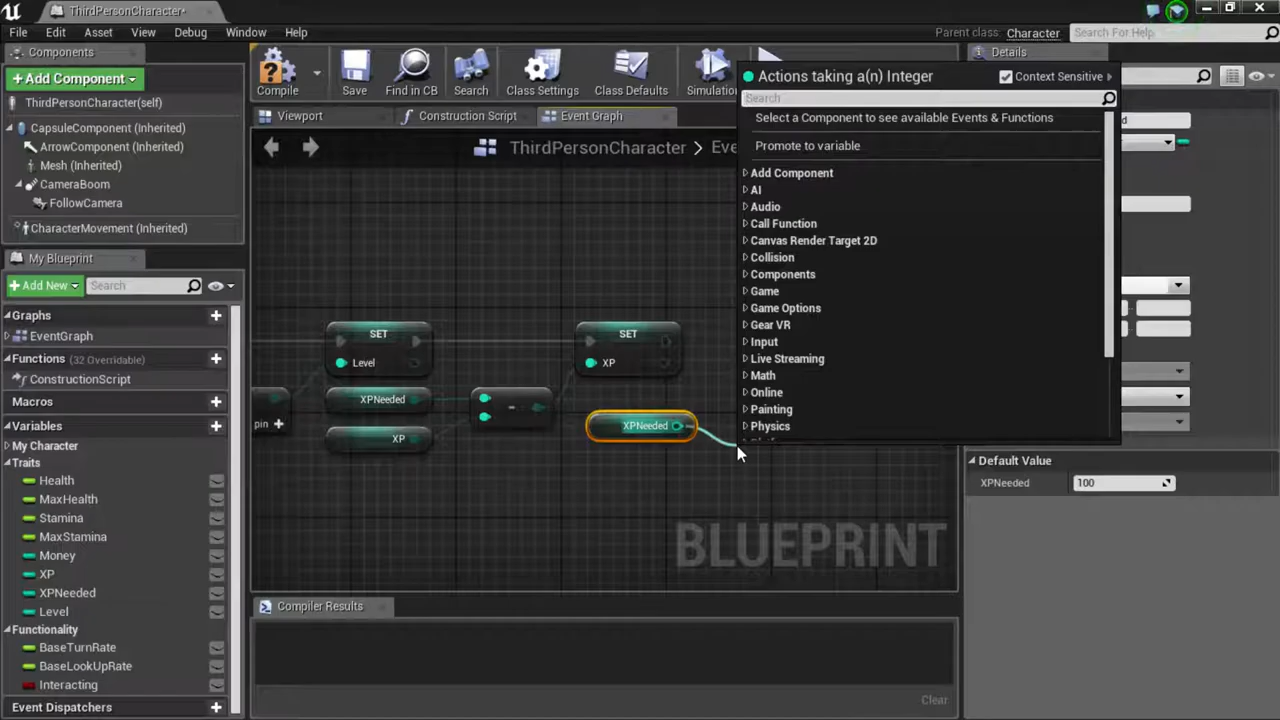 ThirdPersonCharacter*
File Edit Asset View Debug Window Help
Parent class: Character
Search For Help
Components
Details
+Add Component
Compile Save Find in CB Search Class Settings Class Defaults Simulation
ThirdPersonCharacter(self)
CapsuleComponent (Inherited)
ArrowComponent (Inherited)
Mesh (Inherited)
CameraBoom
FollowCamera
CharacterMovement (Inherited)
Viewport Construction Script Event Graph
ThirdPersonCharacter > Eve
Actions taking a(n) Integer
Context Sensitive
Search
Select a Component to see available Events & Functions
Promote to variable
Add Component
AI
Audio
Call Function
Canvas Render Target 2D
Collision
Components
Game
Game Options
Gear VR
Input
Live Streaming
Math
Online
Painting
Physics
My Blueprint
+Add New
Search
Graphs
EventGraph
Functions (32 Overridable)
ConstructionScript
Macros
Variables
My Character
Traits
Health
MaxHealth
Stamina
MaxStamina
Money
XP
XPNeeded
Level
Functionality
BaseTurnRate
BaseLookUpRate
Interacting
Event Dispatchers
SET
Level
SET
XP
XPNeeded
-
pin +
XP
XPNeeded
BLUEPRINT
Compiler Results
Clear
Default Value
XPNeeded 100